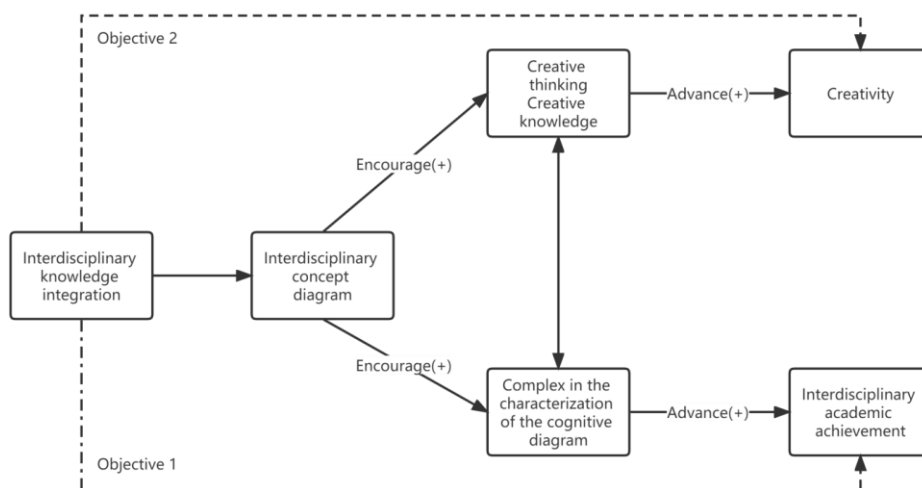 Objective 2
Creative
thinking
Creative
knowledge
Advance(+)
Creativity
Encourage(+)
Interdisciplinary
knowledge
integration
Interdisciplinary
concept
diagram
Encourage(+)
Complex in the
characterization
of the cognitive
diagram
Advance(+)
Interdisciplinary
academic
achievement
Objective 1